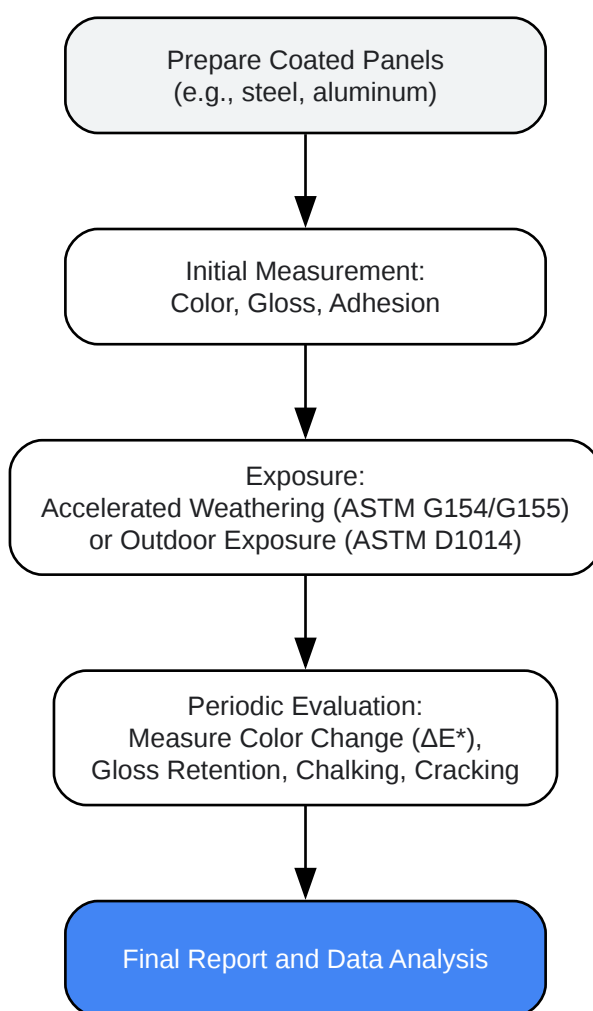 Prepare Coated Panels
(e.g., steel, aluminum)
Initial Measurement:
Color, Gloss, Adhesion
Exposure:
Accelerated Weathering (ASTM G154/G155)
or Outdoor Exposure (ASTM D1014)
Periodic Evaluation:
Measure Color Change (ΔE*),
Gloss Retention, Chalking, Cracking
Final Report and Data Analysis